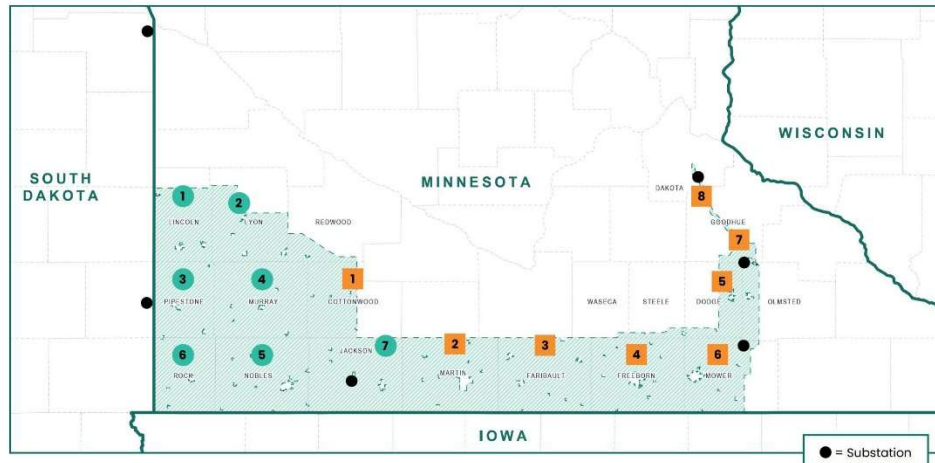 WISCONSIN
SOUTH
DAKOTA
MINNESOTA
DAKOTA
8
1
2
LINCOLN
LYON
REDWOOD
GOODHUE
7
3
4
1
5
PIPESTONE
MURRAY
COTTONWOOD
WASECA
STEELE
DODGE
OLMSTED
6
5
JACKSON
7
2
3
4
6
ROCK
NOBLES
MARTIN
FARIBAULT
FREEBORN
MOWER
IOWA
= Substation